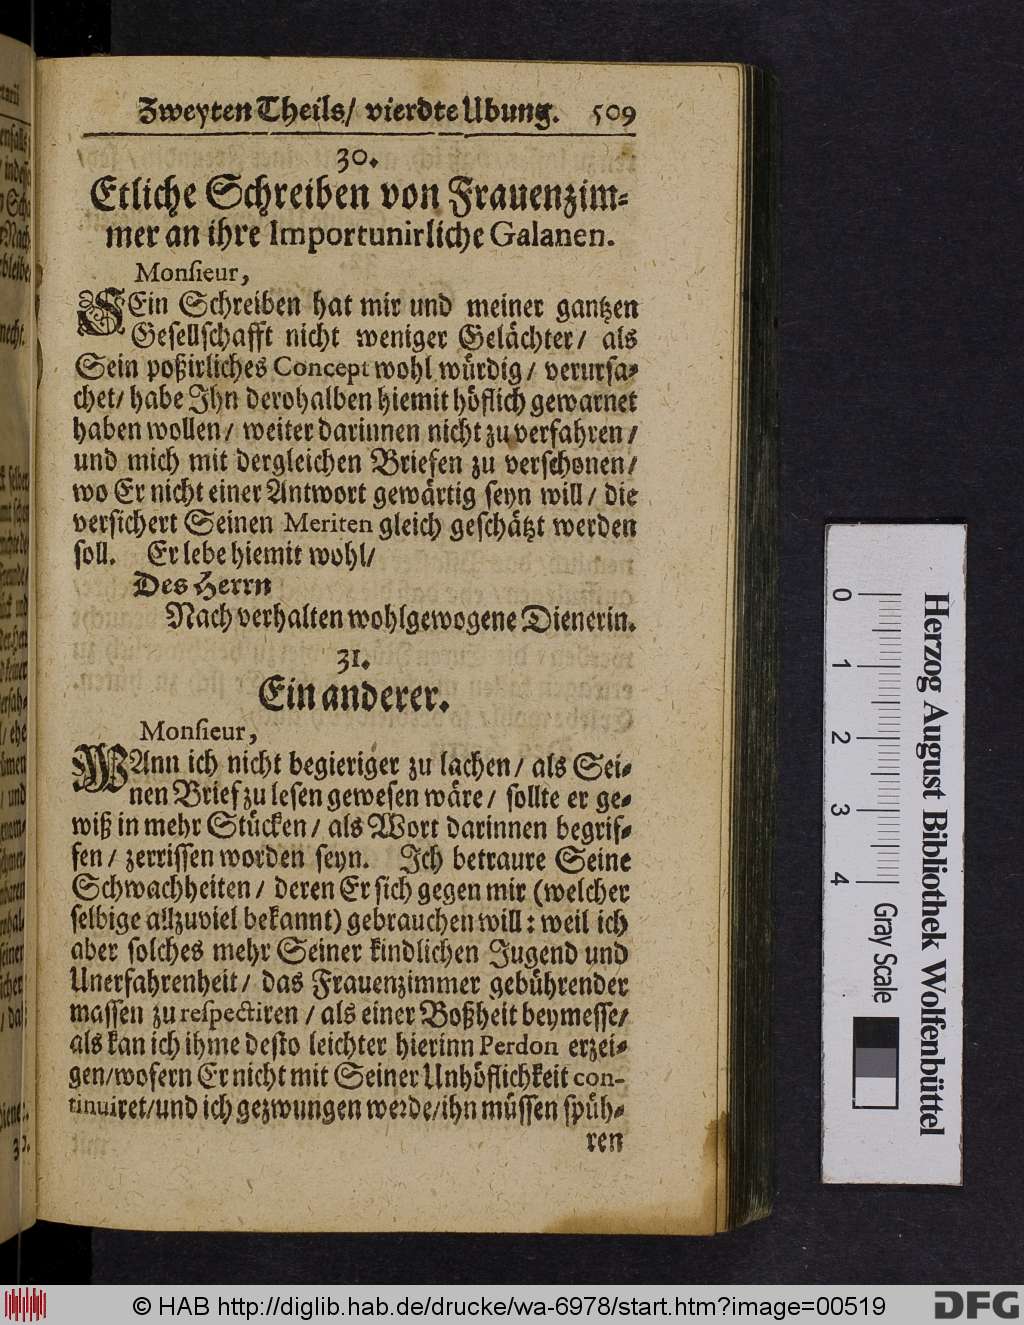 Zweyten Theils/ vierdte Ubung. 509
30.
Etliche Schreiben von Frauenzim-
mer an ihre Importunirliche Galanen.
Monsieur,
SEin Schreiben hat mir und meiner gantzen
Gesellschafft nicht weniger Gelächter/ als
Sein poßirliches Concept wohl würdig/ verursa-
chet/ habe Ihn derohalben hiemit höflich gewarnet
haben wollen/ weiter darinnen nicht zu verfahren/
und mich mit dergleichen Briefen zu verschonen/
wo Er nicht einer Antwort gewärtig seyn will/ die
versichert Seinen Meriten gleich geschätzt werden
soll. Er lebe hiemit wohl/
Des Herrn
Nach verhalten wohlgewogene Dienerin.
31.
Ein anderer.
Monsieur,
WAnn ich nicht begieriger zu lachen/ als Sei-
nen Brief zu lesen gewesen wäre/ sollte er ge-
wiß in mehr Stücken/ als Wort darinnen begrif-
fen/ zerrissen worden seyn. Ich betraure Seine
Schwachheiten/ deren Er sich gegen mir (welcher
selbige allzuviel bekannt) gebrauchen will: weil ich
aber solches mehr Seiner kindlichen Jugend und
Unerfahrenheit/ das Frauenzimmer gebührender
massen zu respectiren/ als einer Boßheit beymesse/
als kan ich ihme desto leichter hierinn Perdon erzei-
gen/wofern Er nicht mit Seiner Unhöflichkeit con-
tinuiret/und ich gezwungen werde/ihn müssen spüh-
ren
0 1 2 3 4
Gray Scale
Herzog August Bibliothek Wolfenbüttel
© HAB http://diglib.hab.de/drucke/wa-6978/start.htm?image=00519
DFG